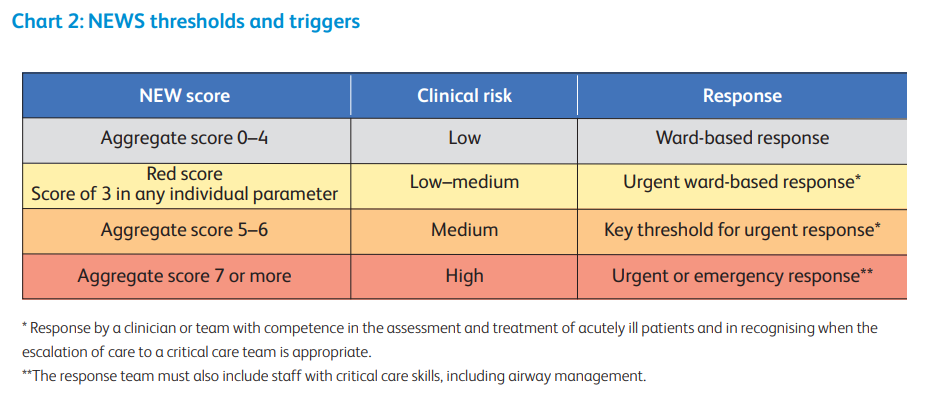 Chart 2: NEWS thresholds and triggers
NEW score Clinical risk Response
Aggregate score 0–4 Low Ward-based response
Red score
Score of 3 in any individual parameter Low–medium Urgent ward-based response*
Aggregate score 5–6 Medium Key threshold for urgent response*
Aggregate score 7 or more High Urgent or emergency response**
* Response by a clinician or team with competence in the assessment and treatment of acutely ill patients and in recognising when the
escalation of care to a critical care team is appropriate.
**The response team must also include staff with critical care skills, including airway management.